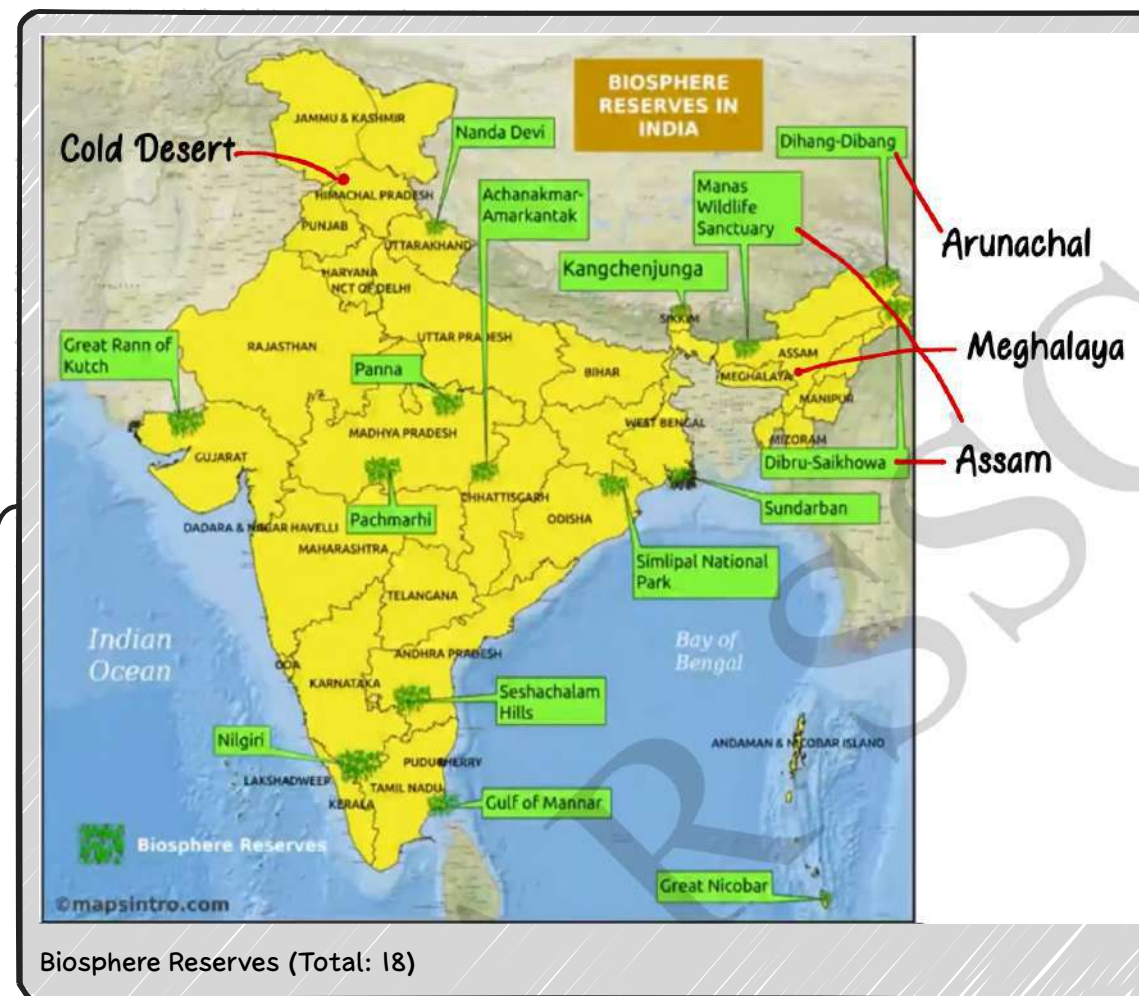 BIOSPHERE
RESERVES IN
INDIA
JAMMU & KASHMIR
Nanda Devi
Dihang-Dibang
Cold Desert
HIMACHAL PRADESH
Achanakmar-
Amarkantak
Manas
Wildlife
Sanctuary
PUNJAB
UTTARAKHAND
Arunachal
HARYANA
NCT OF DELHI
Kangchenjunga
SIKKIM
Great Rann of
Kutch
RAJASTHAN
UTTAR PRADESH
Panna
BIHAR
ASSAM
MEGHALAYA
Meghalaya
MANIPUR
MADHYA PRADESH
WEST BENGAL
MIZORAM
GUJARAT
Dibru-Saikhowa
Assam
CHHATTISGARH
Sundarban
Pachmarhi
ODISHA
DADARA & NAGAR HAVELLI
MAHARASHTRA
Simlipal National
Park
TELANGANA
Indian
Ocean
Bay of
Bengal
GOA
ANDHRA PRADESH
KARNATAKA
Seshachalam
Hills
Nilgiri
PUDUCHERRY
ANDAMAN & NICOBAR ISLAND
LAKSHADWEEP
TAMIL NADU
KERALA
Gulf of Mannar
Biosphere Reserves
Great Nicobar
©mapsintro.com
Biosphere Reserves (Total: 18)